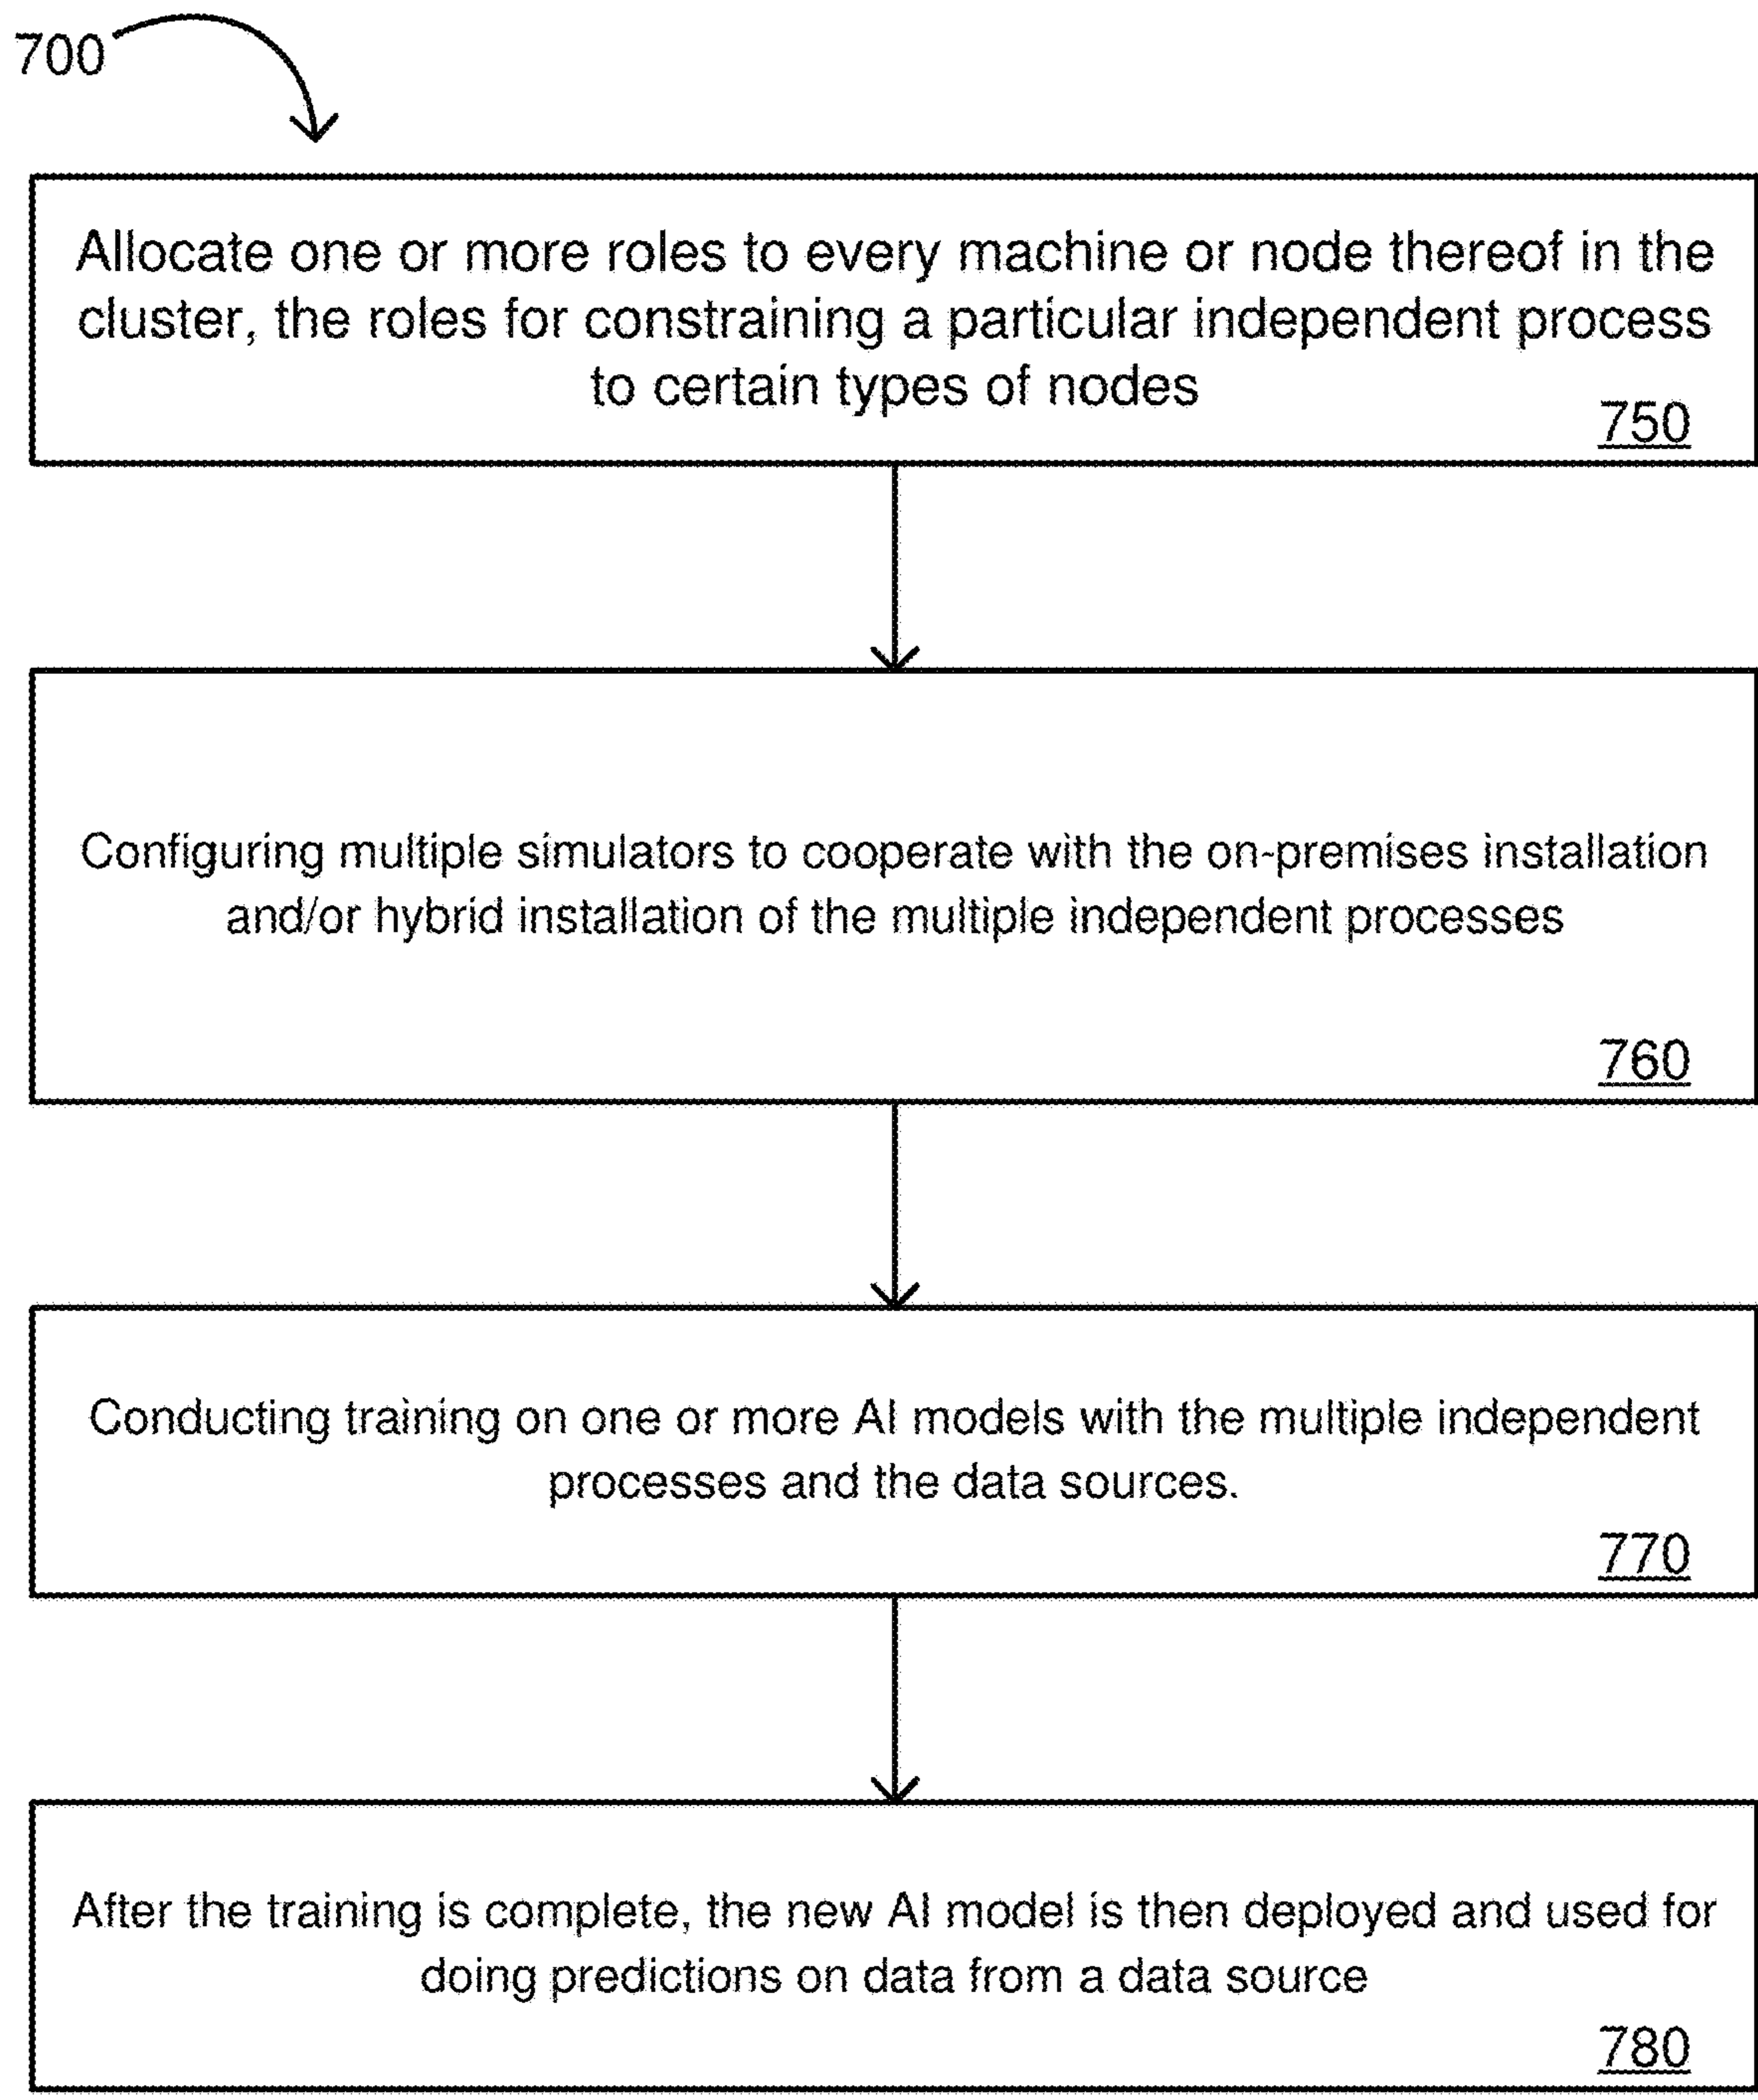 700
Allocate one or more roles to every machine or node thereof in the
cluster, the roles for constraining a particular independent process
to certain types of nodes
750
Configuring multiple simulators to cooperate with the on-premises installation
and/or hybrid installation of the multiple independent processes
760
Conducting training on one or more AI models with the multiple independent
processes and the data sources.
770
After the training is complete, the new AI model is then deployed and used for
doing predictions on data from a data source
780